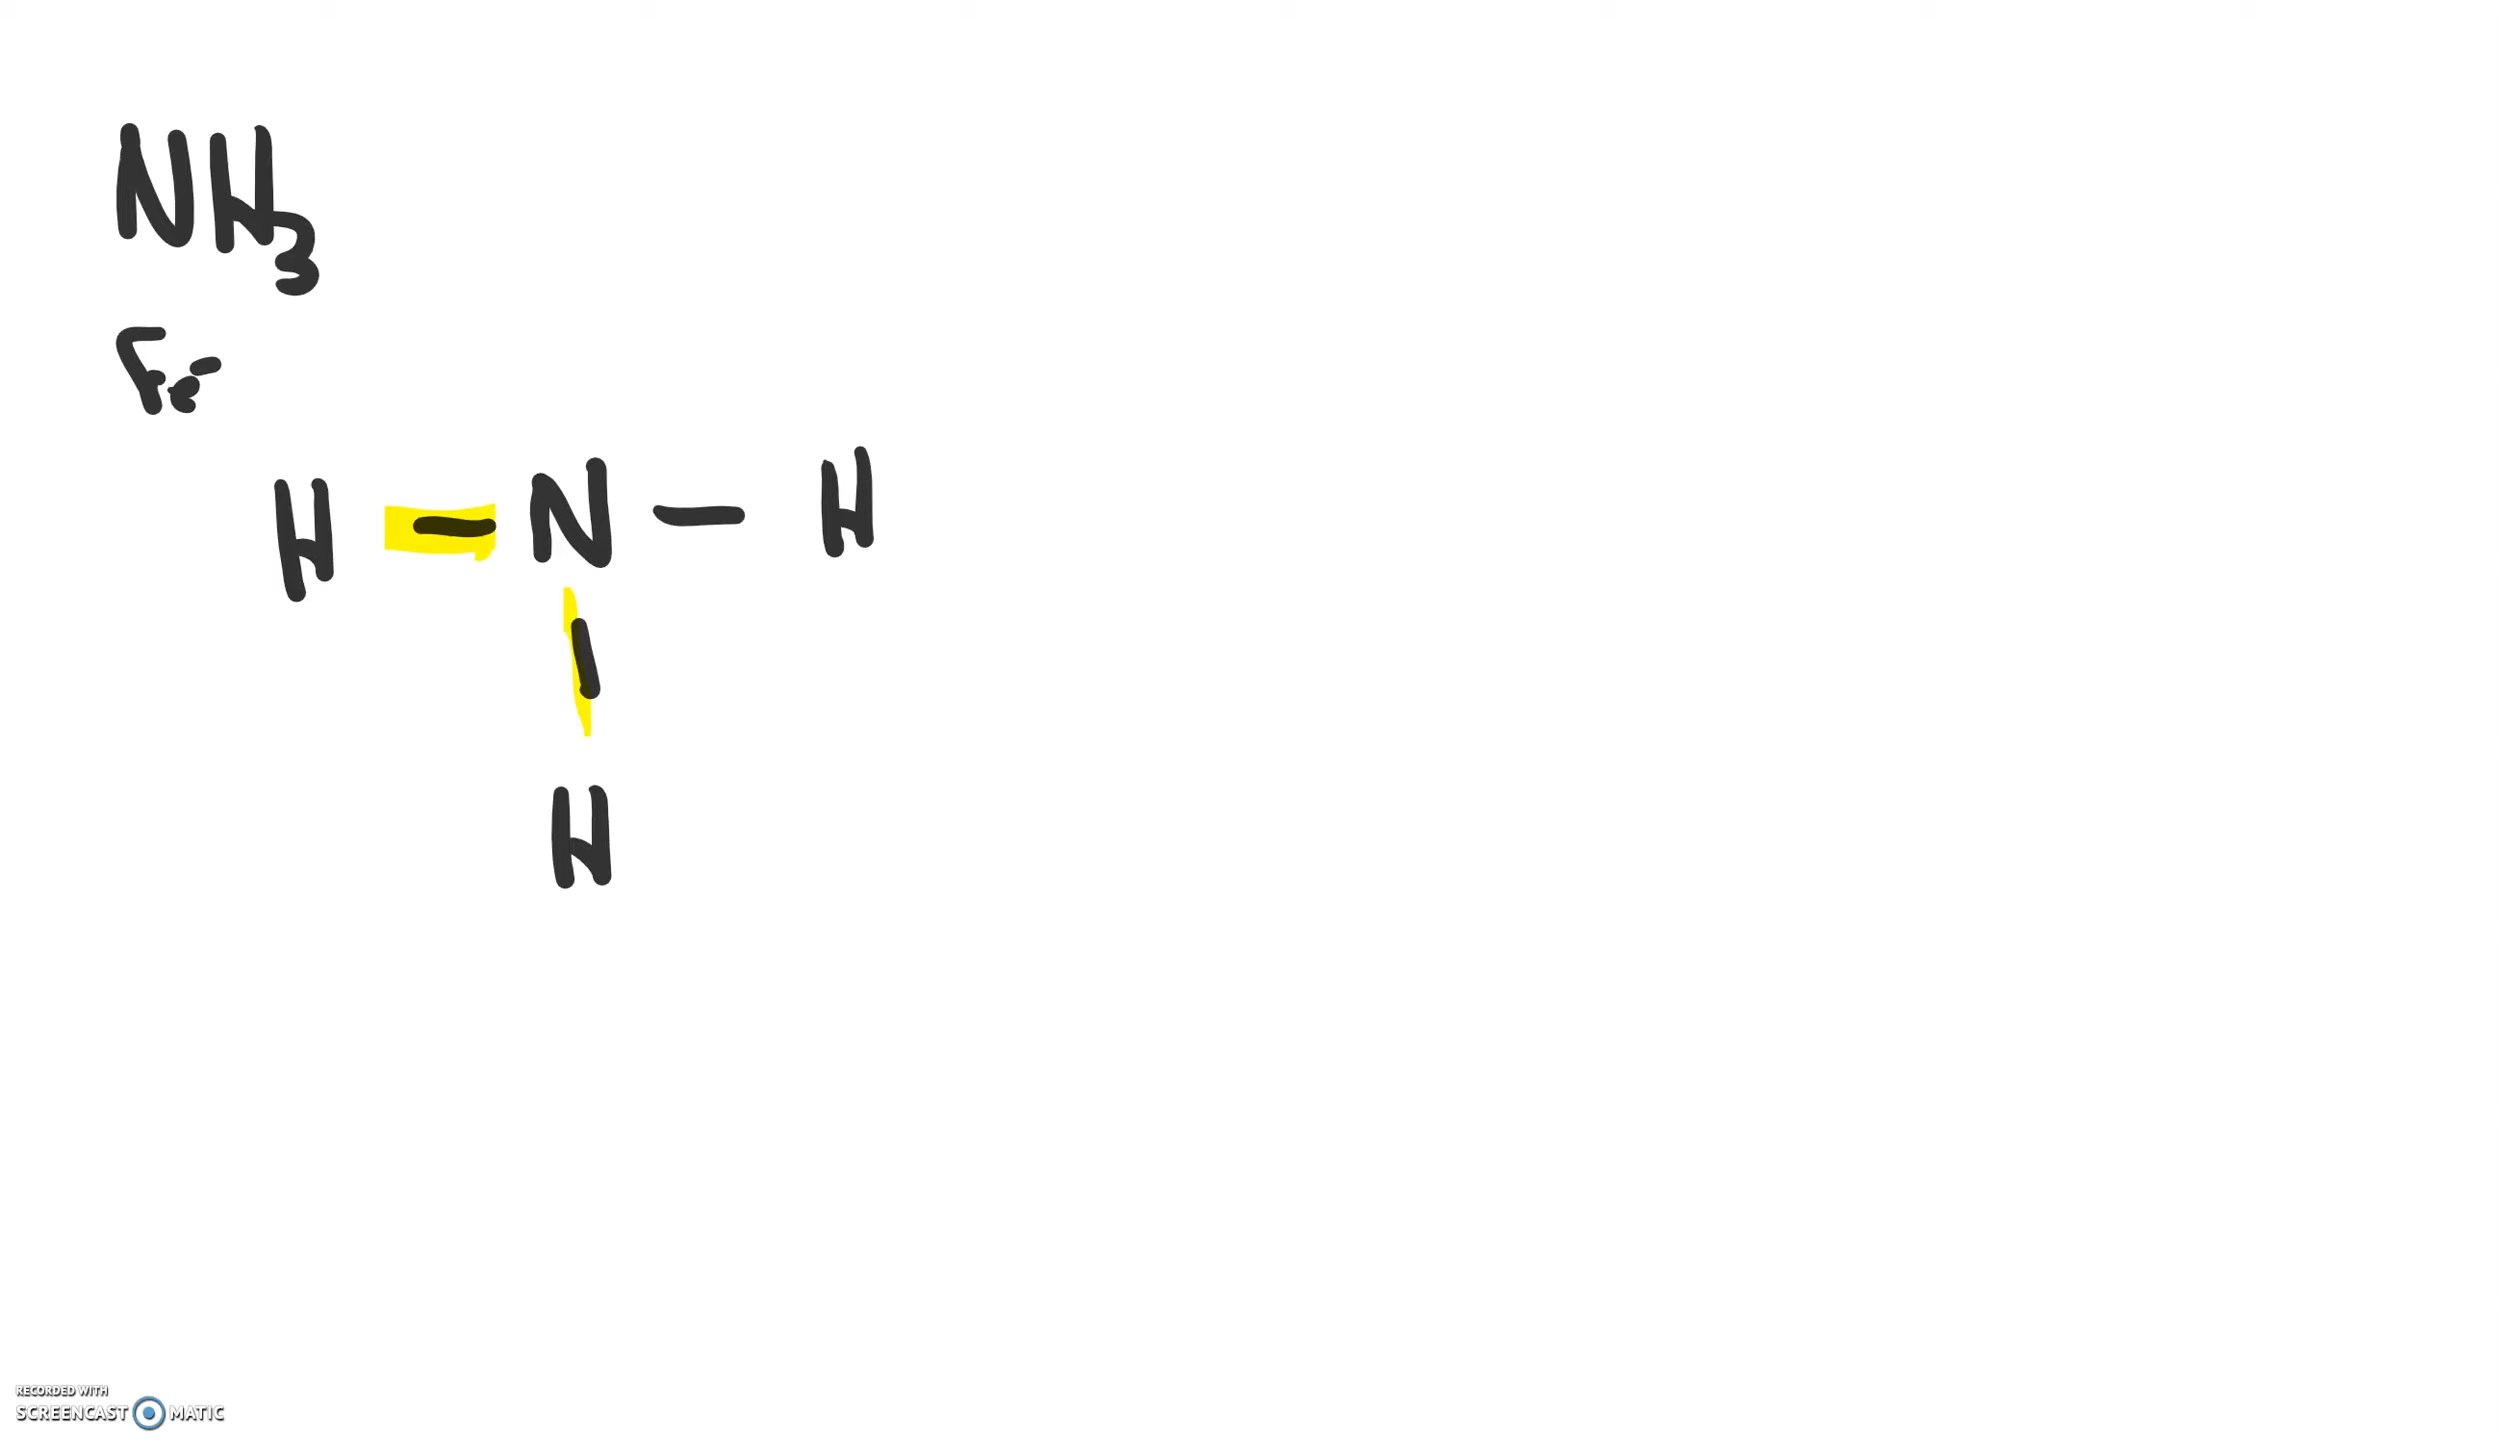 NH3
Fe-
H - N - H
H
RECORDED WITH
SCREENCAST MATIC